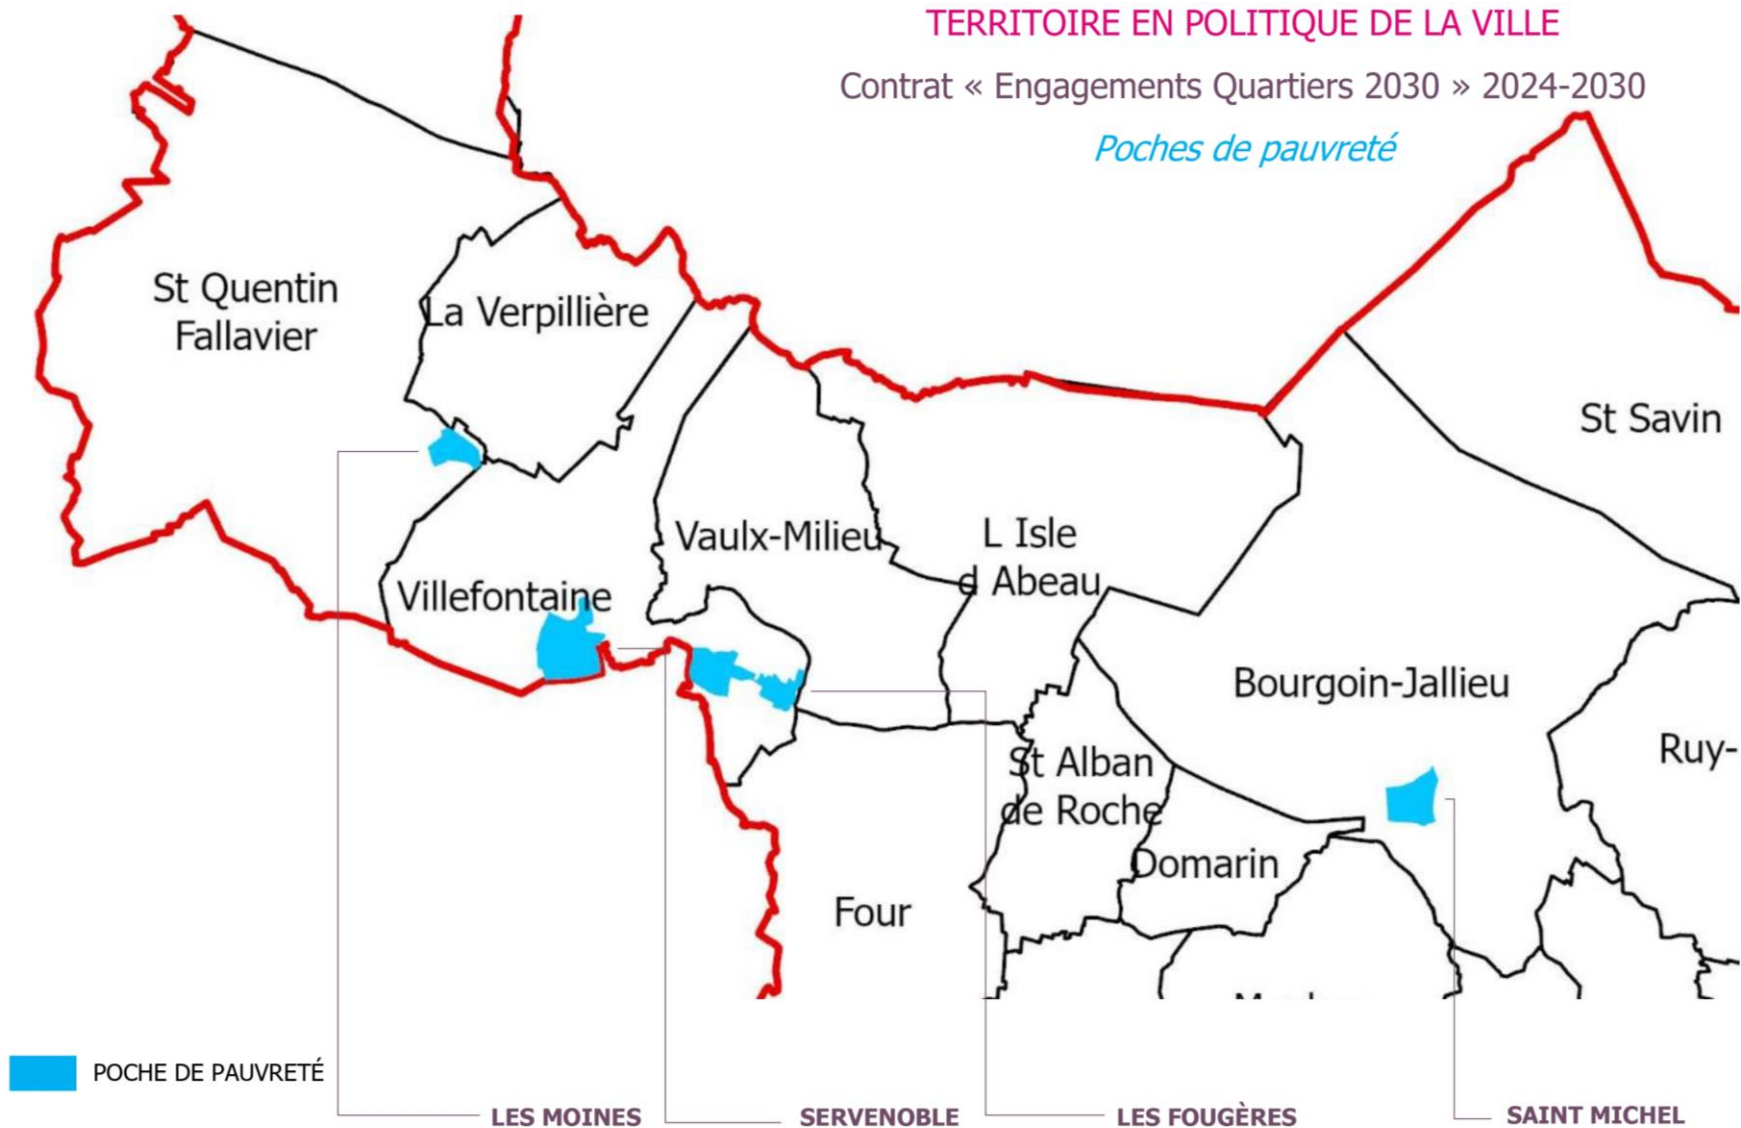 TERRITOIRE EN POLITIQUE DE LA VILLE
Contrat « Engagements Quartiers 2030 » 2024-2030
Poches de pauvreté
St Quentin
Fallavier
La Verpillière
St Savin
Vaulx-Milieu
L Isle
d Abeau
Villefontaine
Bourgoin-Jallieu
Ruy-
St Alban
de Roche
Domarin
Four
POCHE DE PAUVRETÉ
LES MOINES
SERVENOBLE
LES FOUGÈRES
SAINT MICHEL